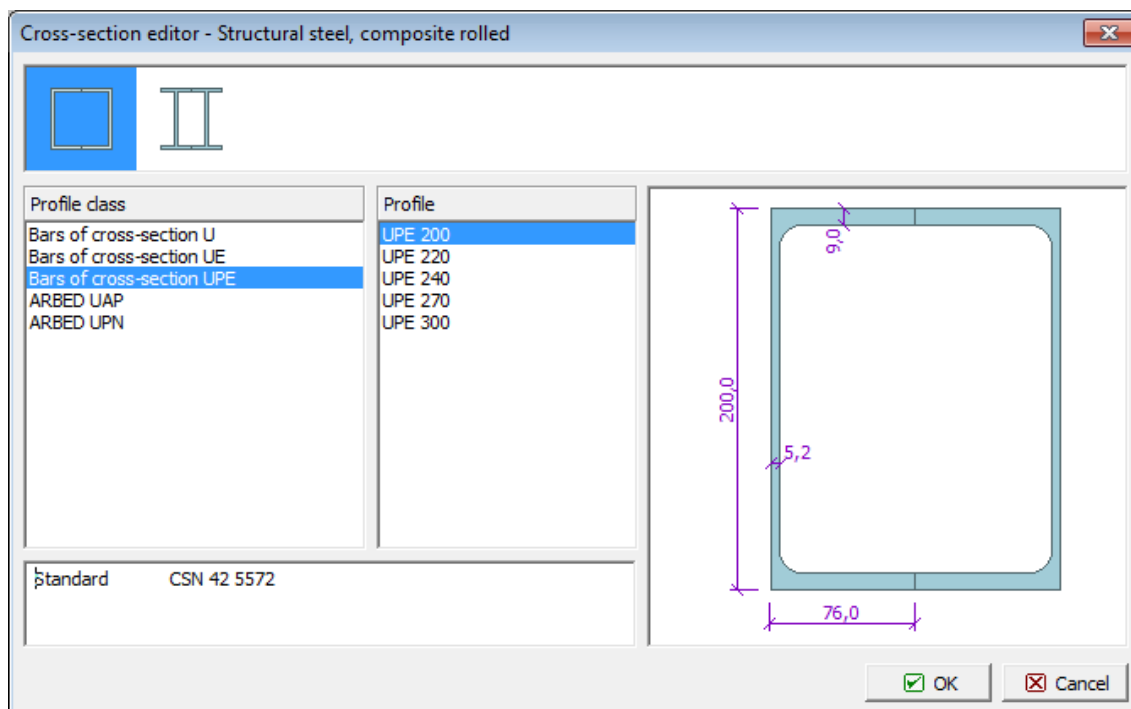 Cross-section editor - Structural steel, composite rolled
Profile class
Bars of cross-section U
Bars of cross-section UE
Bars of cross-section UPE
ARBED UAP
ARBED UPN
Profile
UPE 200
UPE 220
UPE 240
UPE 270
UPE 300
9,0
200,0
5,2
76,0
Standard CSN 42 5572
OK
Cancel